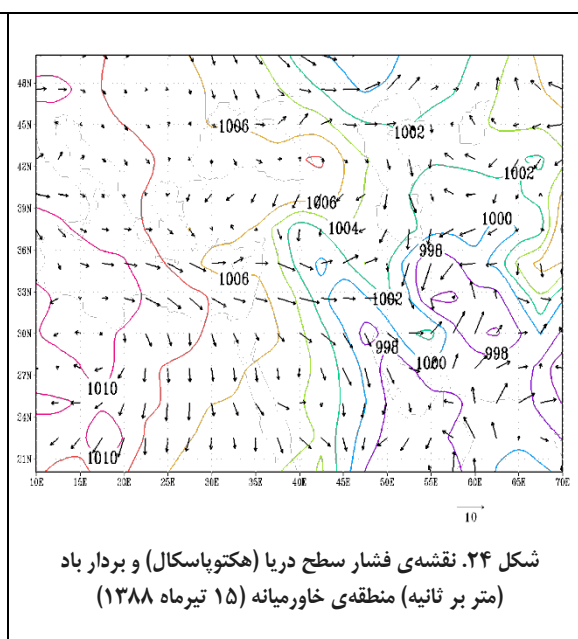 48N
45N
42N
39N
36N
33N
30N
27N
24N
21N
10E 15E 20E 25E 30E 35E 40E 45E 50E 55E 60E 65E 70E
1006
1002
1002
1006
1000
1004
998
1006
1002
998
1000
998
1010
1010
10
شکل ۲۴. نقشه‌ی فشار سطح دریا (هکتوپاسکال) و بردار باد
(متر بر ثانیه) منطقه‌ی خاورمیانه (۱۵ تیرماه ۱۳۸۸)